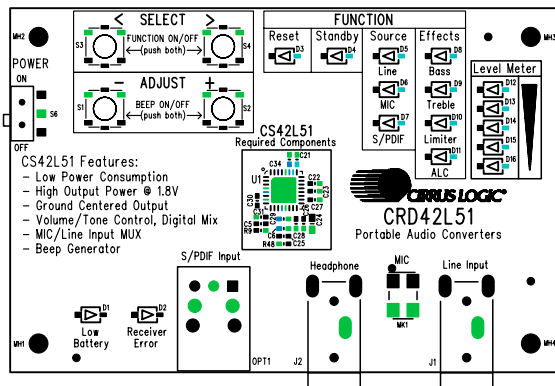 < SELECT >
FUNCTION ON/OFF
(push both)
S3
S4
MH2
POWER
ON
S6
OFF
- ADJUST +
BEEP ON/OFF
(push both)
S1
S2
FUNCTION
Reset
Standby
Source
Effects
D3
D4
D5
D8
Line
Bass
D6
D9
MIC
Treble
D7
D10
S/PDIF
Limiter
D11
ALC
MH3
Level Meter
D12
D13
D14
D15
D16
CS42L51 Features:
- Low Power Consumption
- High Output Power @ 1.8V
- Ground Centered Output
- Volume/Tone Control, Digital Mix
- MIC/Line Input MUX
- Beep Generator
CS42L51
Required Components
C21
C34
U1
C22
C23
C27
C30
C31
C5
R9
C29
C24
C6
C28
R48
C25
CIRRUS LOGIC®
CRD42L51
Portable Audio Converters
S/PDIF Input
OPT1
Headphone
J2
MIC
MK1
Line Input
J1
D1
Low
Battery
D2
Receiver
Error
MH1
MH4